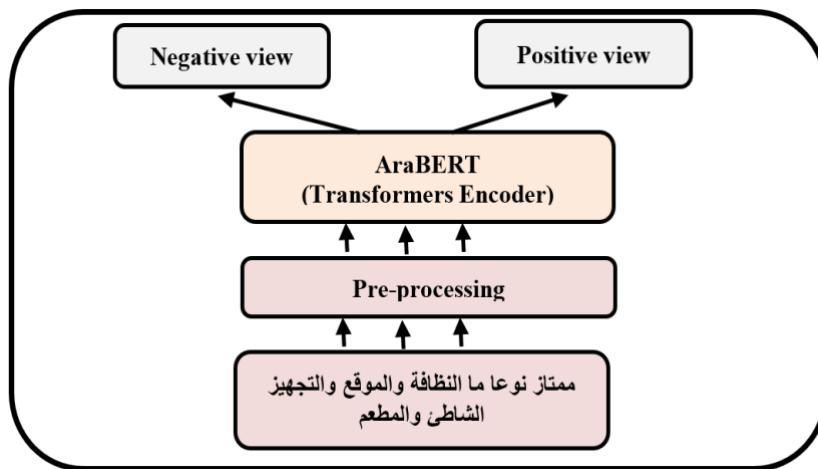 Negative view
Positive view
AraBERT
(Transformers Encoder)
Pre-processing
ممتاز نوعا ما النظافة والموقع والتجهيز
الشاطئ والمطعم